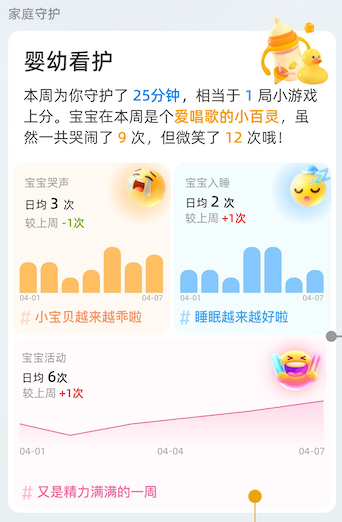 家庭守护
婴幼看护
本周为你守护了 25分钟，相当于 1 局小游戏
上分。宝宝在本周是个爱唱歌的小百灵，虽
然一共哭闹了 9 次，但微笑了 12 次哦！
宝宝哭声
日均 3 次
较上周 -1次
04-01 04-07
# 小宝贝越来越乖啦
宝宝入睡
日均 2 次
较上周 +1次
04-01 04-07
# 睡眠越来越好啦
宝宝活动
日均 6次
较上周 +1次
04-01 04-04 04-07
# 又是精力满满的一周